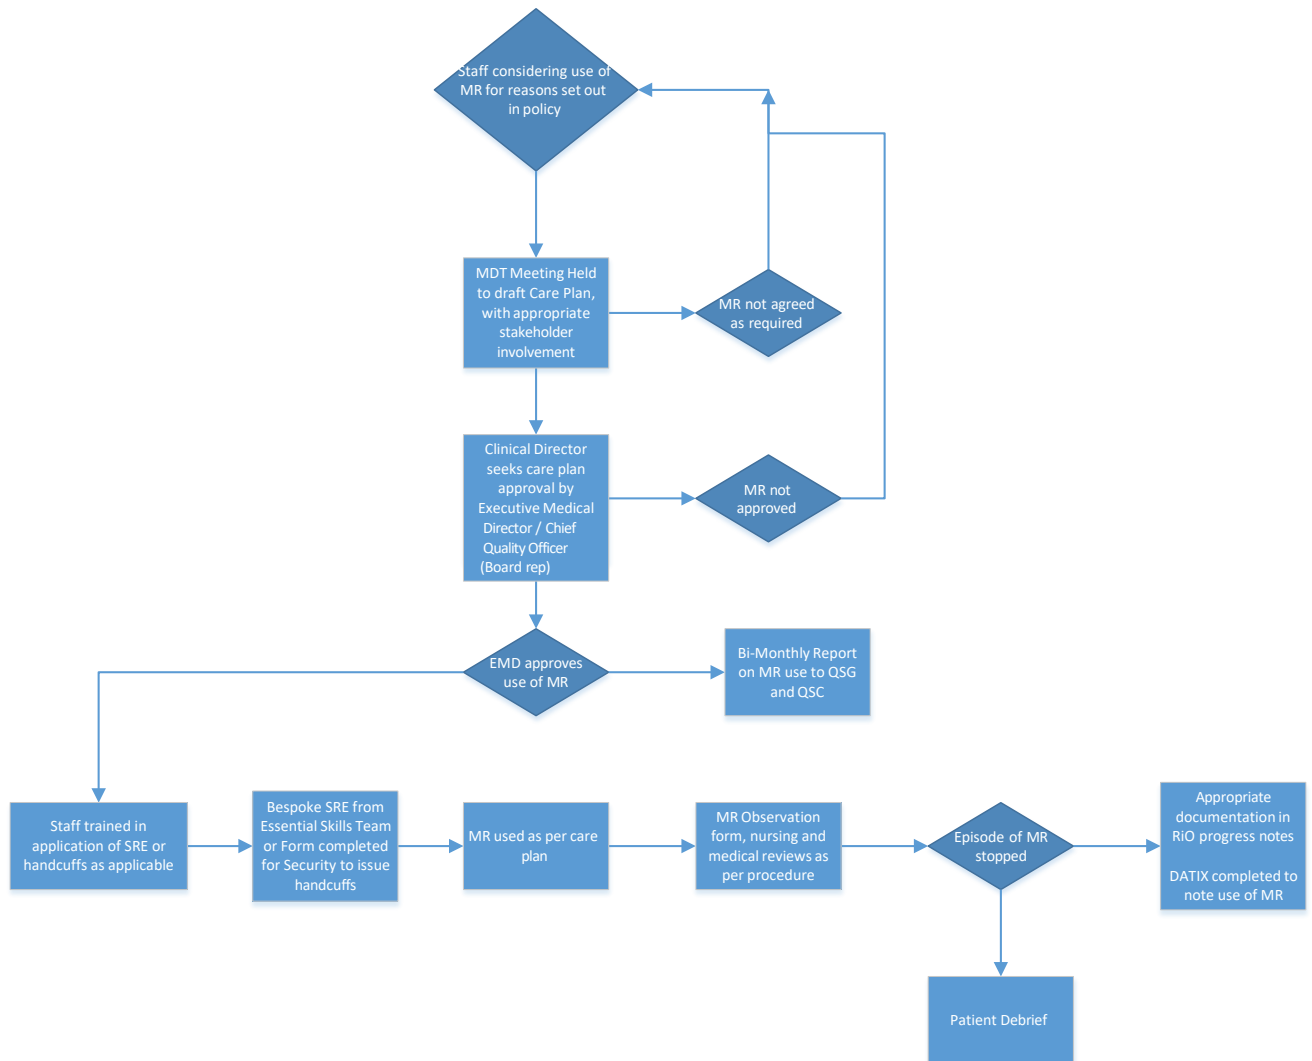 Staff considering use of
MR for reasons set out
in policy
MDT Meeting Held
to draft Care Plan,
with appropriate
stakeholder
involvement
MR not agreed
as required
Clinical Director
seeks care plan
approval by
Executive Medical
Director / Chief
Quality Officer
(Board rep)
MR not
approved
EMD approves
use of MR
Bi-Monthly Report
on MR use to QSG
and QSC
Staff trained in
application of SRE or
handcuffs as applicable
Bespoke SRE from
Essential Skills Team
or Form completed
for Security to issue
handcuffs
MR used as per care
plan
MR Observation
form, nursing and
medical reviews as
per procedure
Episode of MR
stopped
Appropriate
documentation in
RiO progress notes
DATIX completed to
note use of MR
Patient Debrief